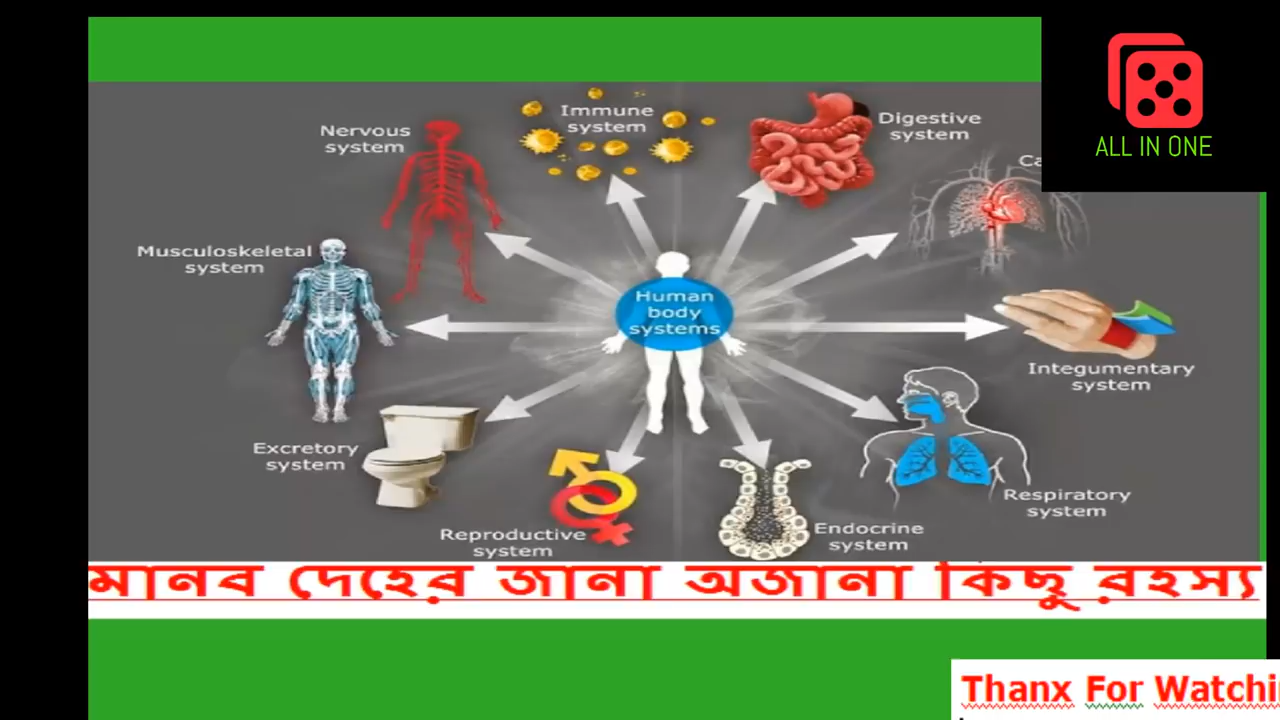 ALL IN ONE
Immune
system
Digestive
system
Nervous
system
Musculoskeletal
system
Human
body
systems
Integumentary
system
Excretory
system
Respiratory
system
Reproductive
system
Endocrine
system
মানব দেহের জানা অজানা কিছু রহস্য
Thanx For